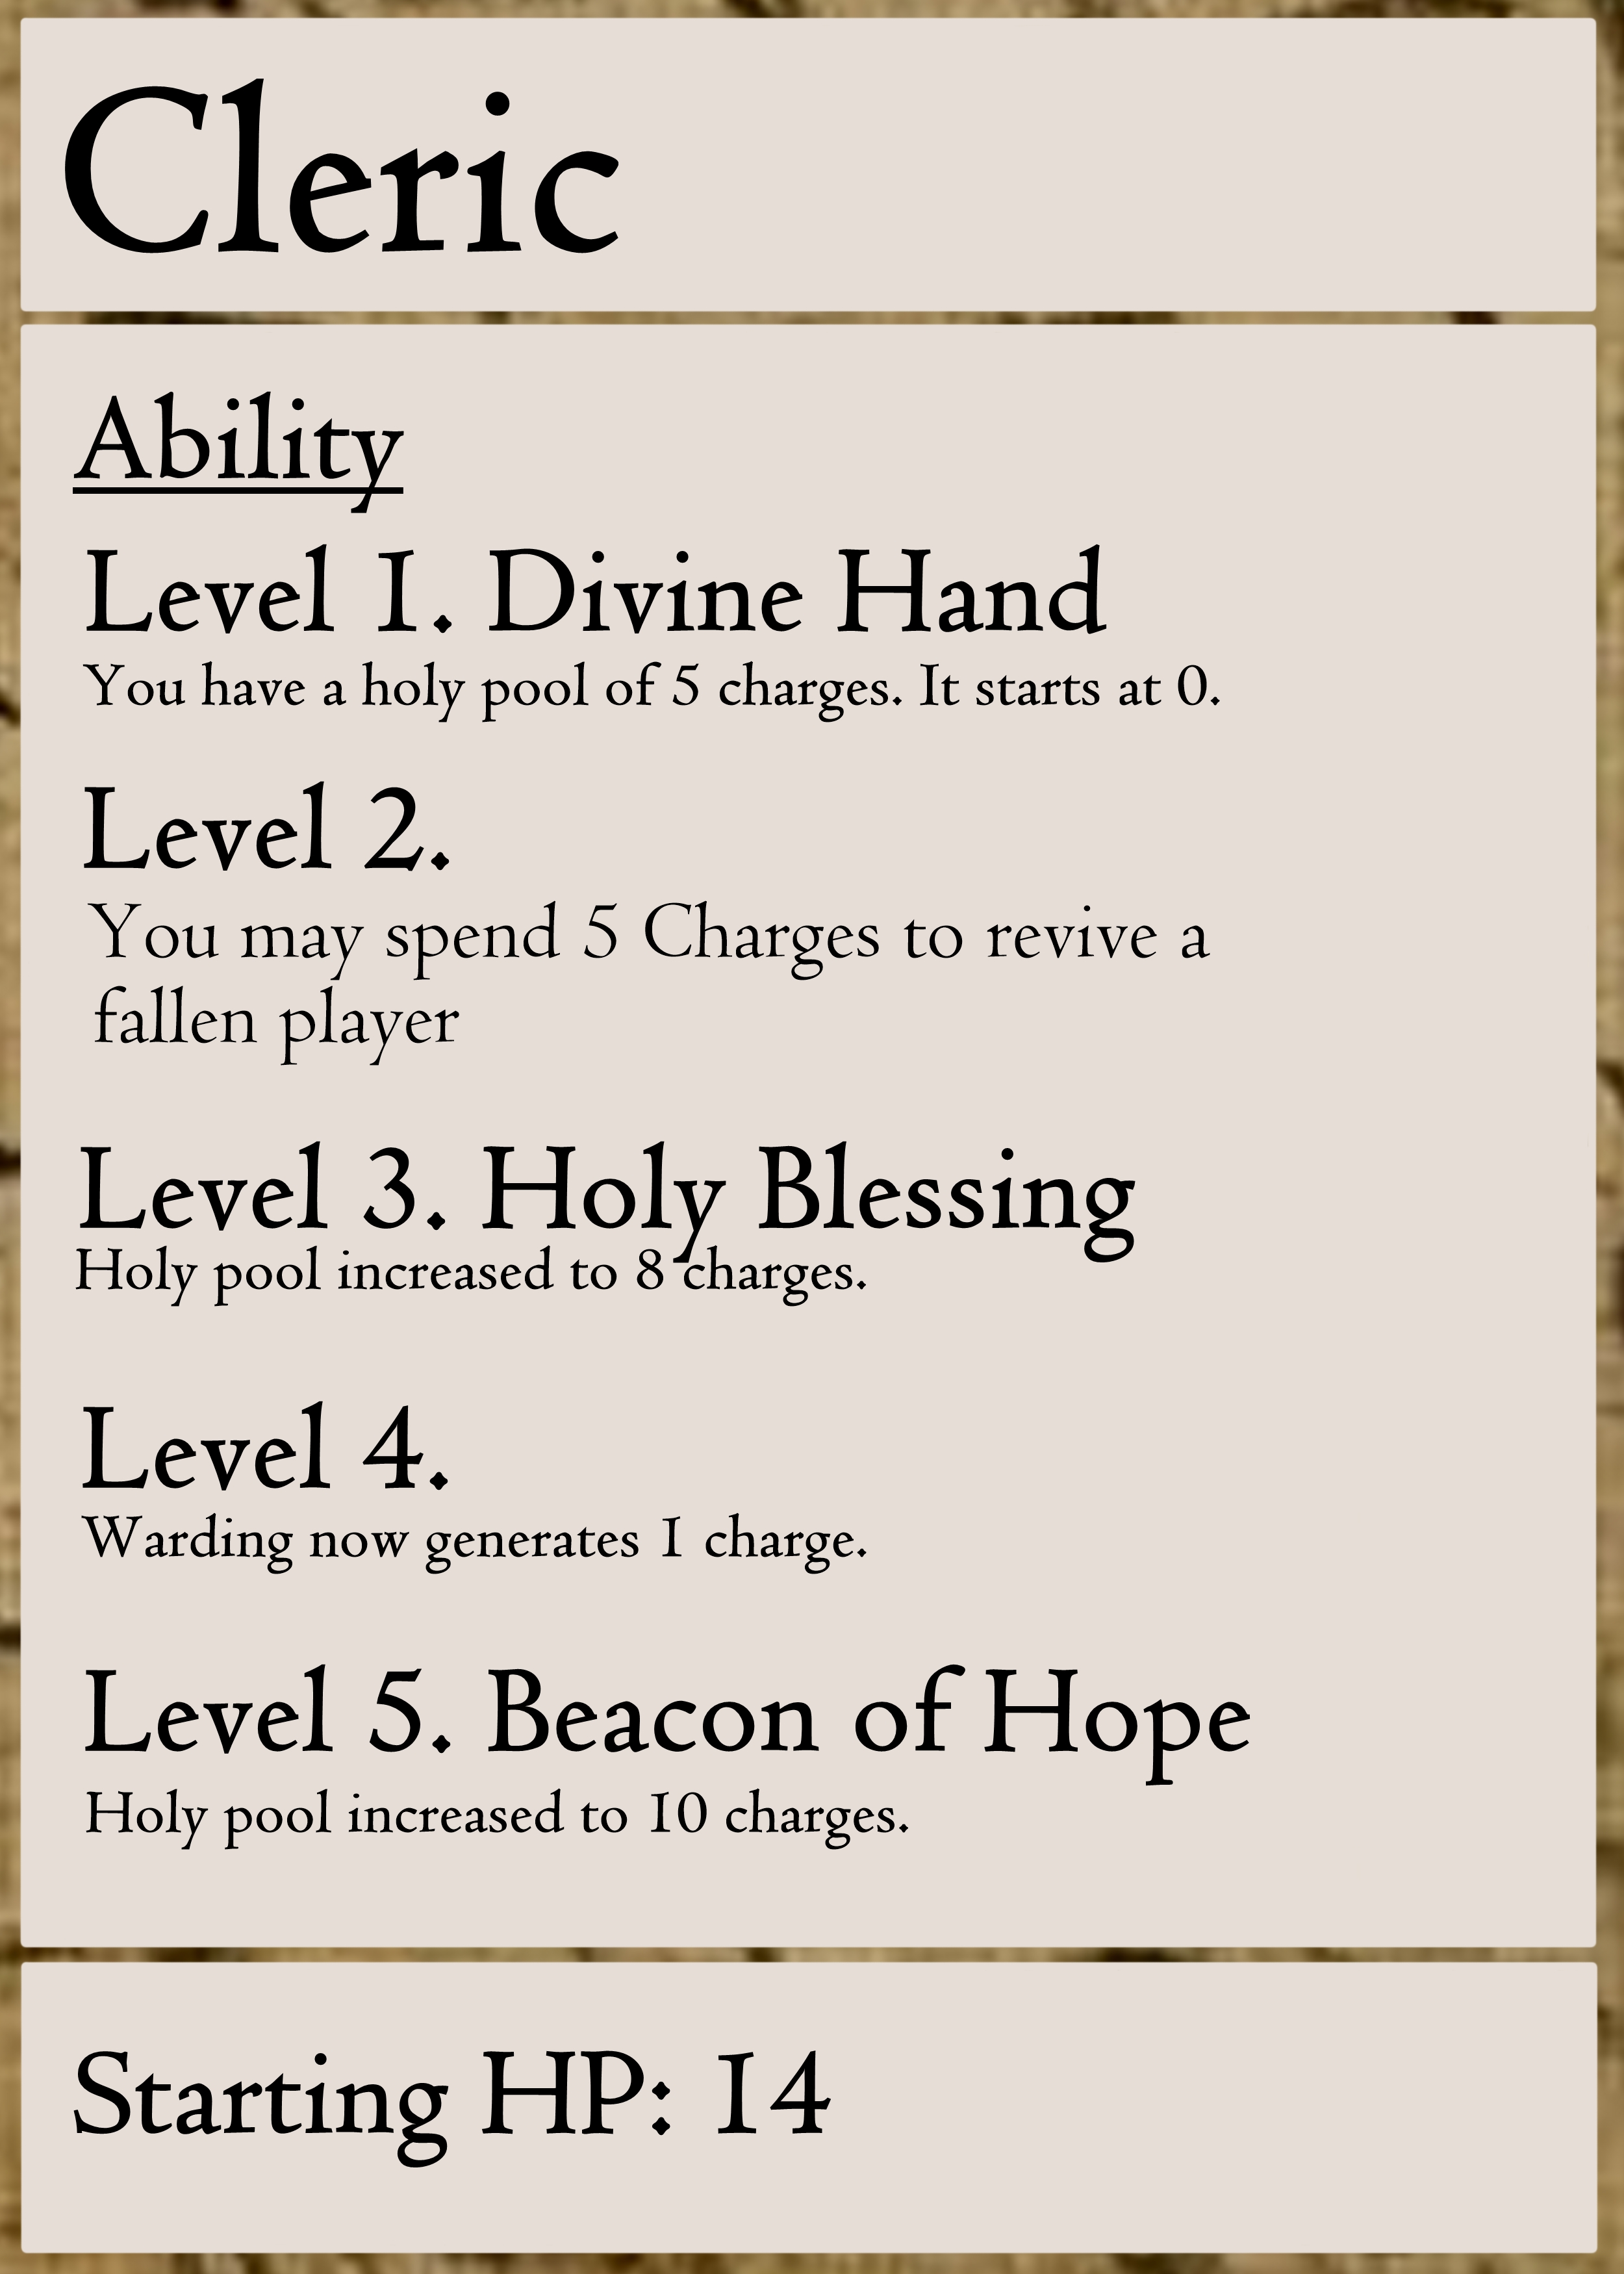 Cleric
Ability
Level 1. Divine Hand
You have a holy pool of 5 charges. It starts at 0.
Level 2.
You may spend 5 Charges to revive a
fallen player
Level 3. Holy Blessing
Holy pool increased to 8 charges.
Level 4.
Warding now generates 1 charge.
Level 5. Beacon of Hope
Holy pool increased to 10 charges.
Starting HP: 14